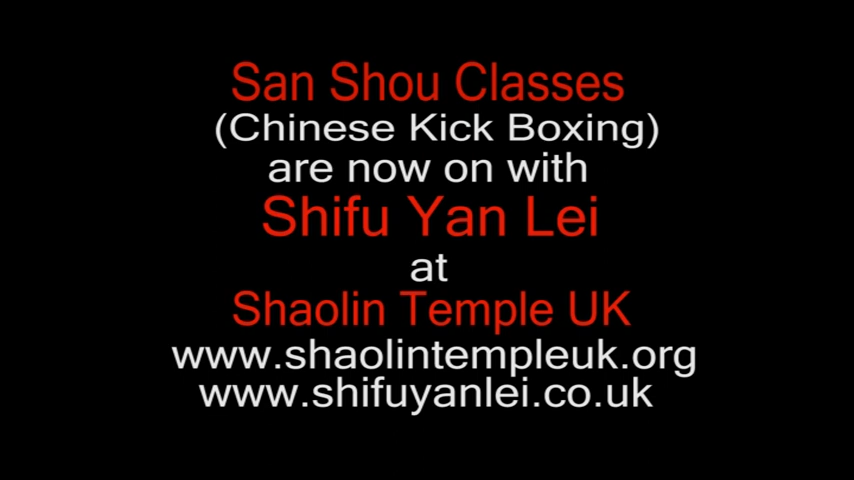 San Shou Classes
(Chinese Kick Boxing)
are now on with
Shifu Yan Lei
at
Shaolin Temple UK
www.shaolintempleuk.org
www.shifuyanlei.co.uk